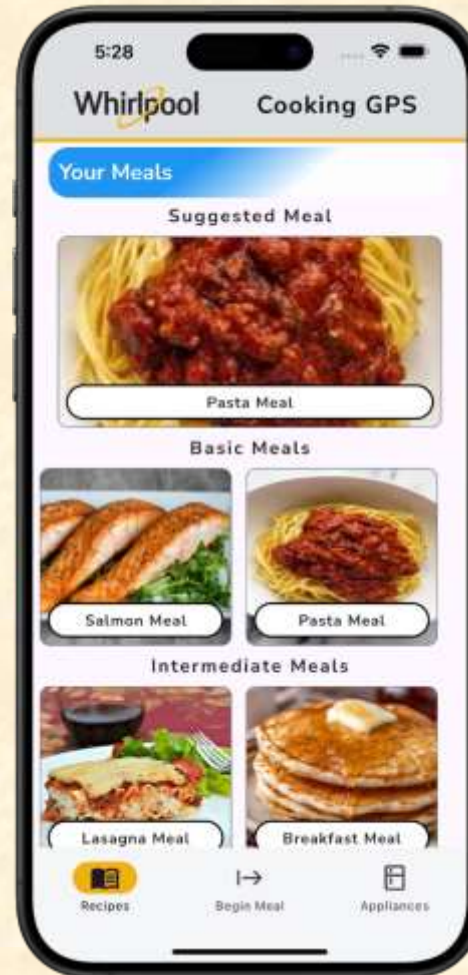 5:28
Whirlpool Cooking GPS
Your Meals
Suggested Meal
Pasta Meal
Basic Meals
Salmon Meal Pasta Meal
Intermediate Meals
Lasagna Meal Breakfast Meal
Recipes Begin Meal Appliances